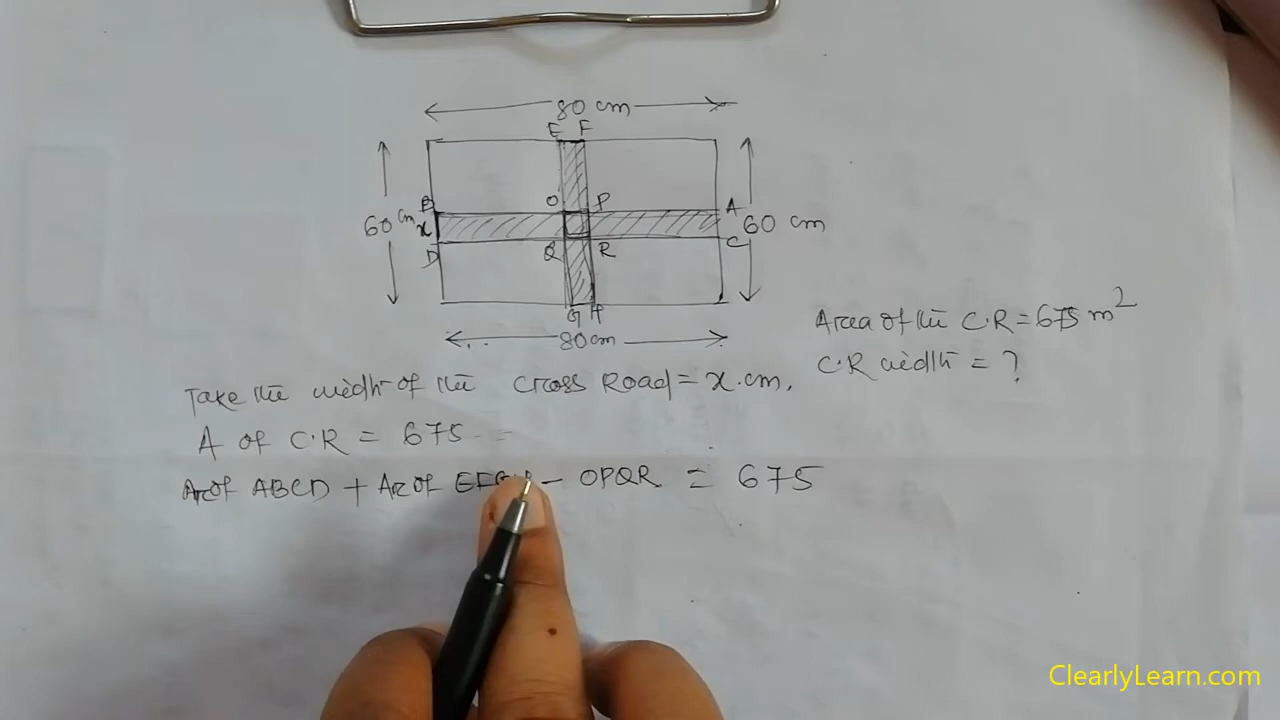 80 cm
E F
60 cm
B
x
D
O P
A
60 cm
C
Q R
G H
80 cm
Area of the C.R = 675 m²
C.R width = ?
Take the width of the cross Road = x.cm,
A of C.R = 675 =
Ar of ABCD + Ar of EF - OPQR = 675
ClearlyLearn.com